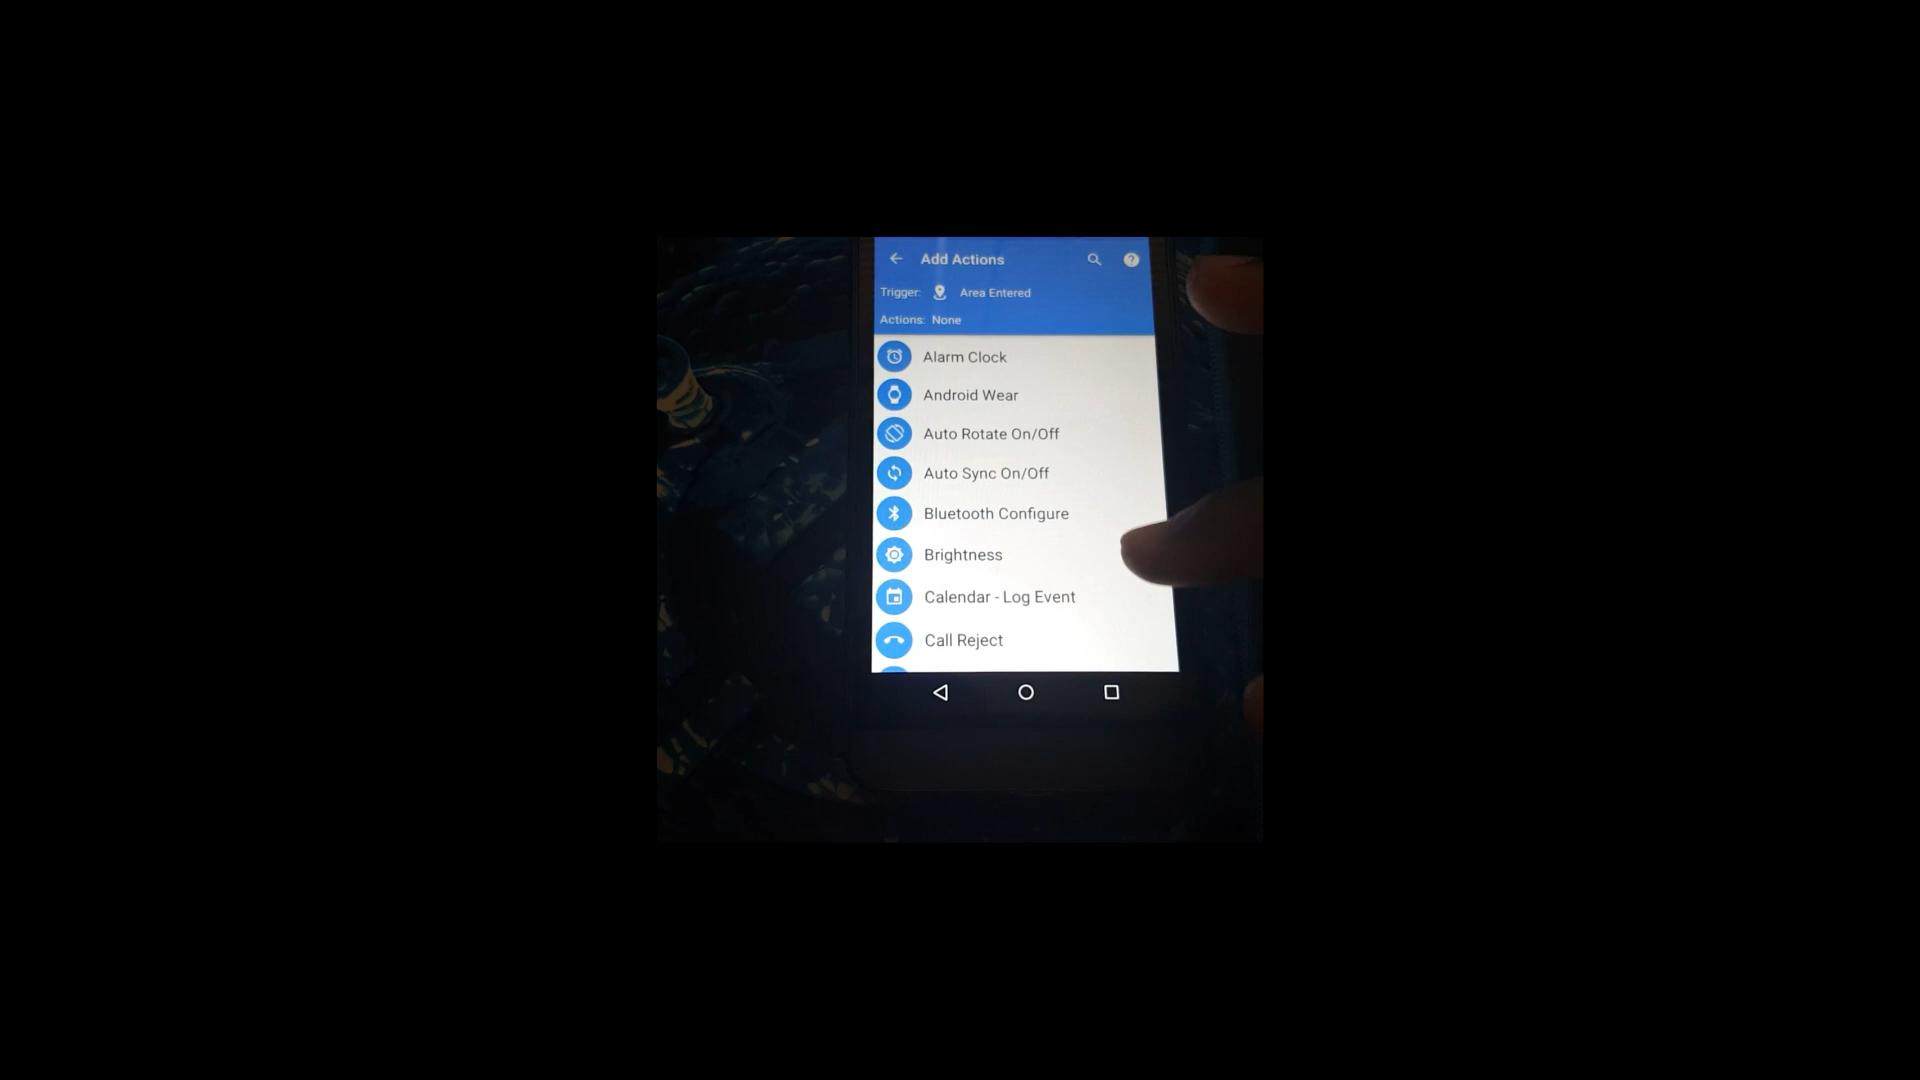 Add Actions
Trigger: Area Entered
Actions: None
Alarm Clock
Android Wear
Auto Rotate On/Off
Auto Sync On/Off
Bluetooth Configure
Brightness
Calendar - Log Event
Call Reject